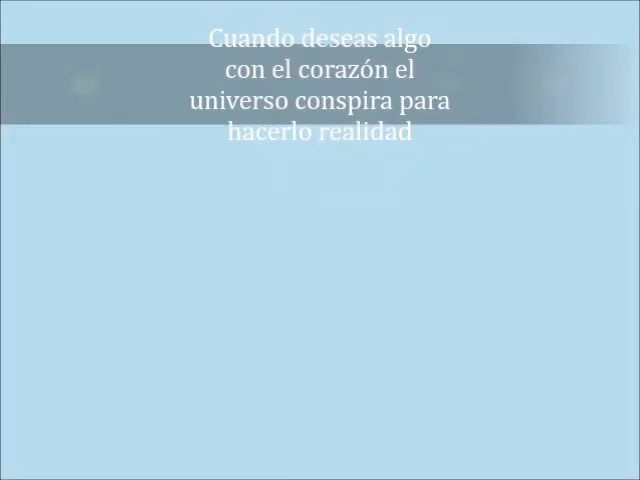 Cuando deseas algo
con el corazón el
universo conspira para
hacerlo realidad